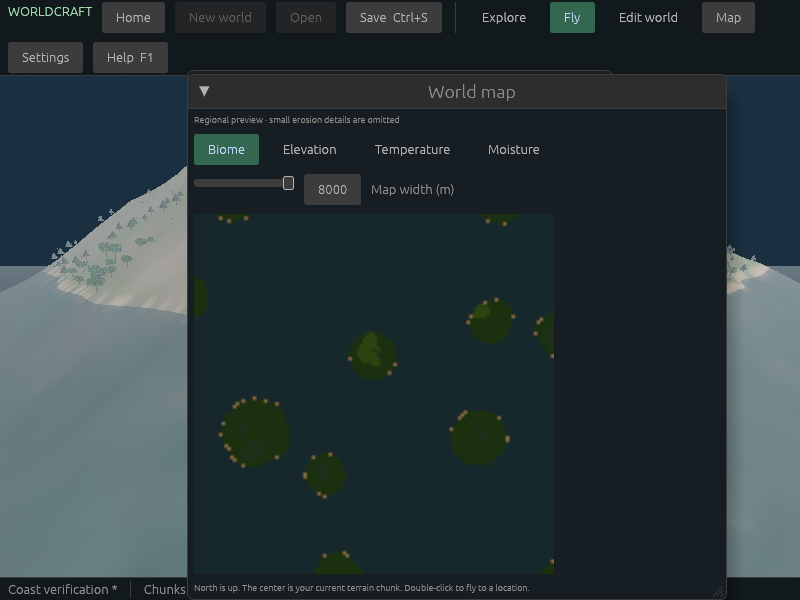 WORLDCRAFT Home New world Open Save Ctrl+S Explore Fly Edit world Map
Settings Help F1
World map
Regional preview - small erosion details are omitted
Biome Elevation Temperature Moisture
8000 Map width (m)
North is up. The center is your current terrain chunk. Double-click to fly to a location.
Coast verification * Chunks